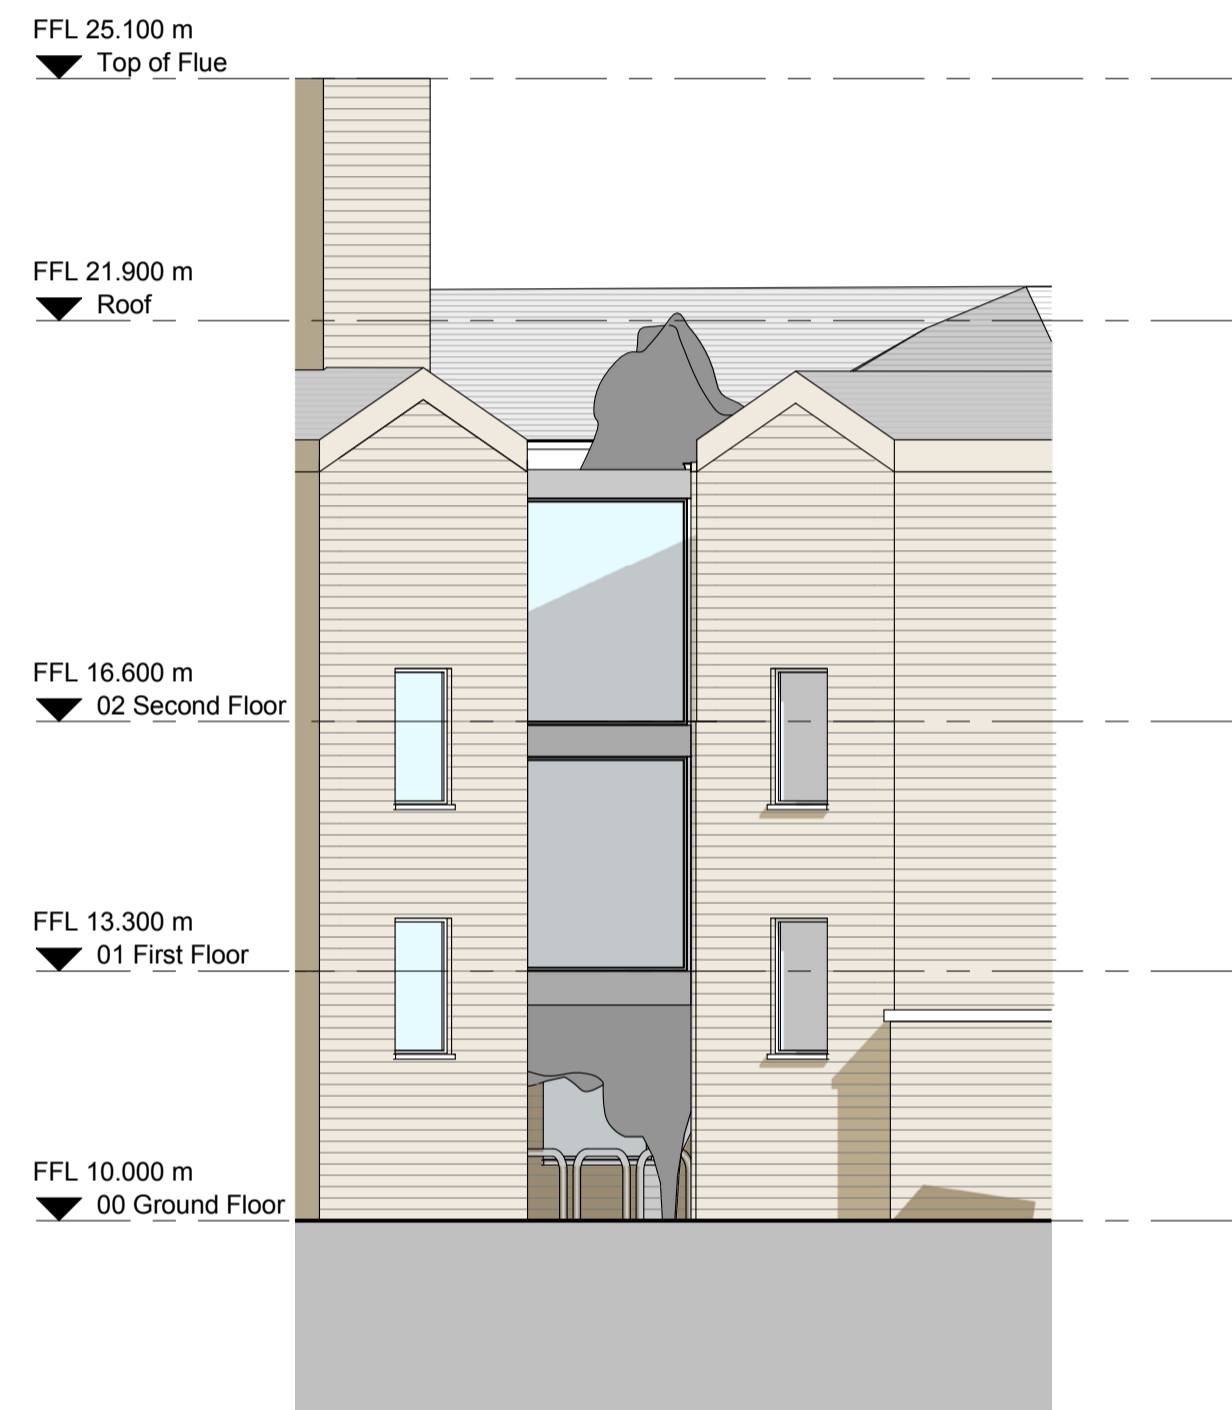 FFL 25.100 m
Top of Flue
FFL 21.900 m
Roof
FFL 16.600 m
02 Second Floor
FFL 13.300 m
01 First Floor
FFL 10.000 m
00 Ground Floor